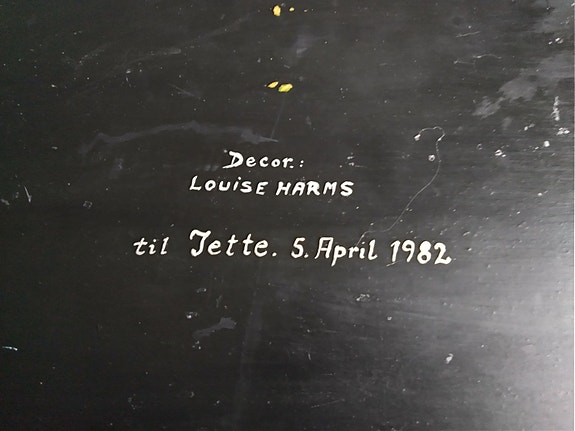 Decor.:
LOUISE HARMS
til Jette. 5. April 1982